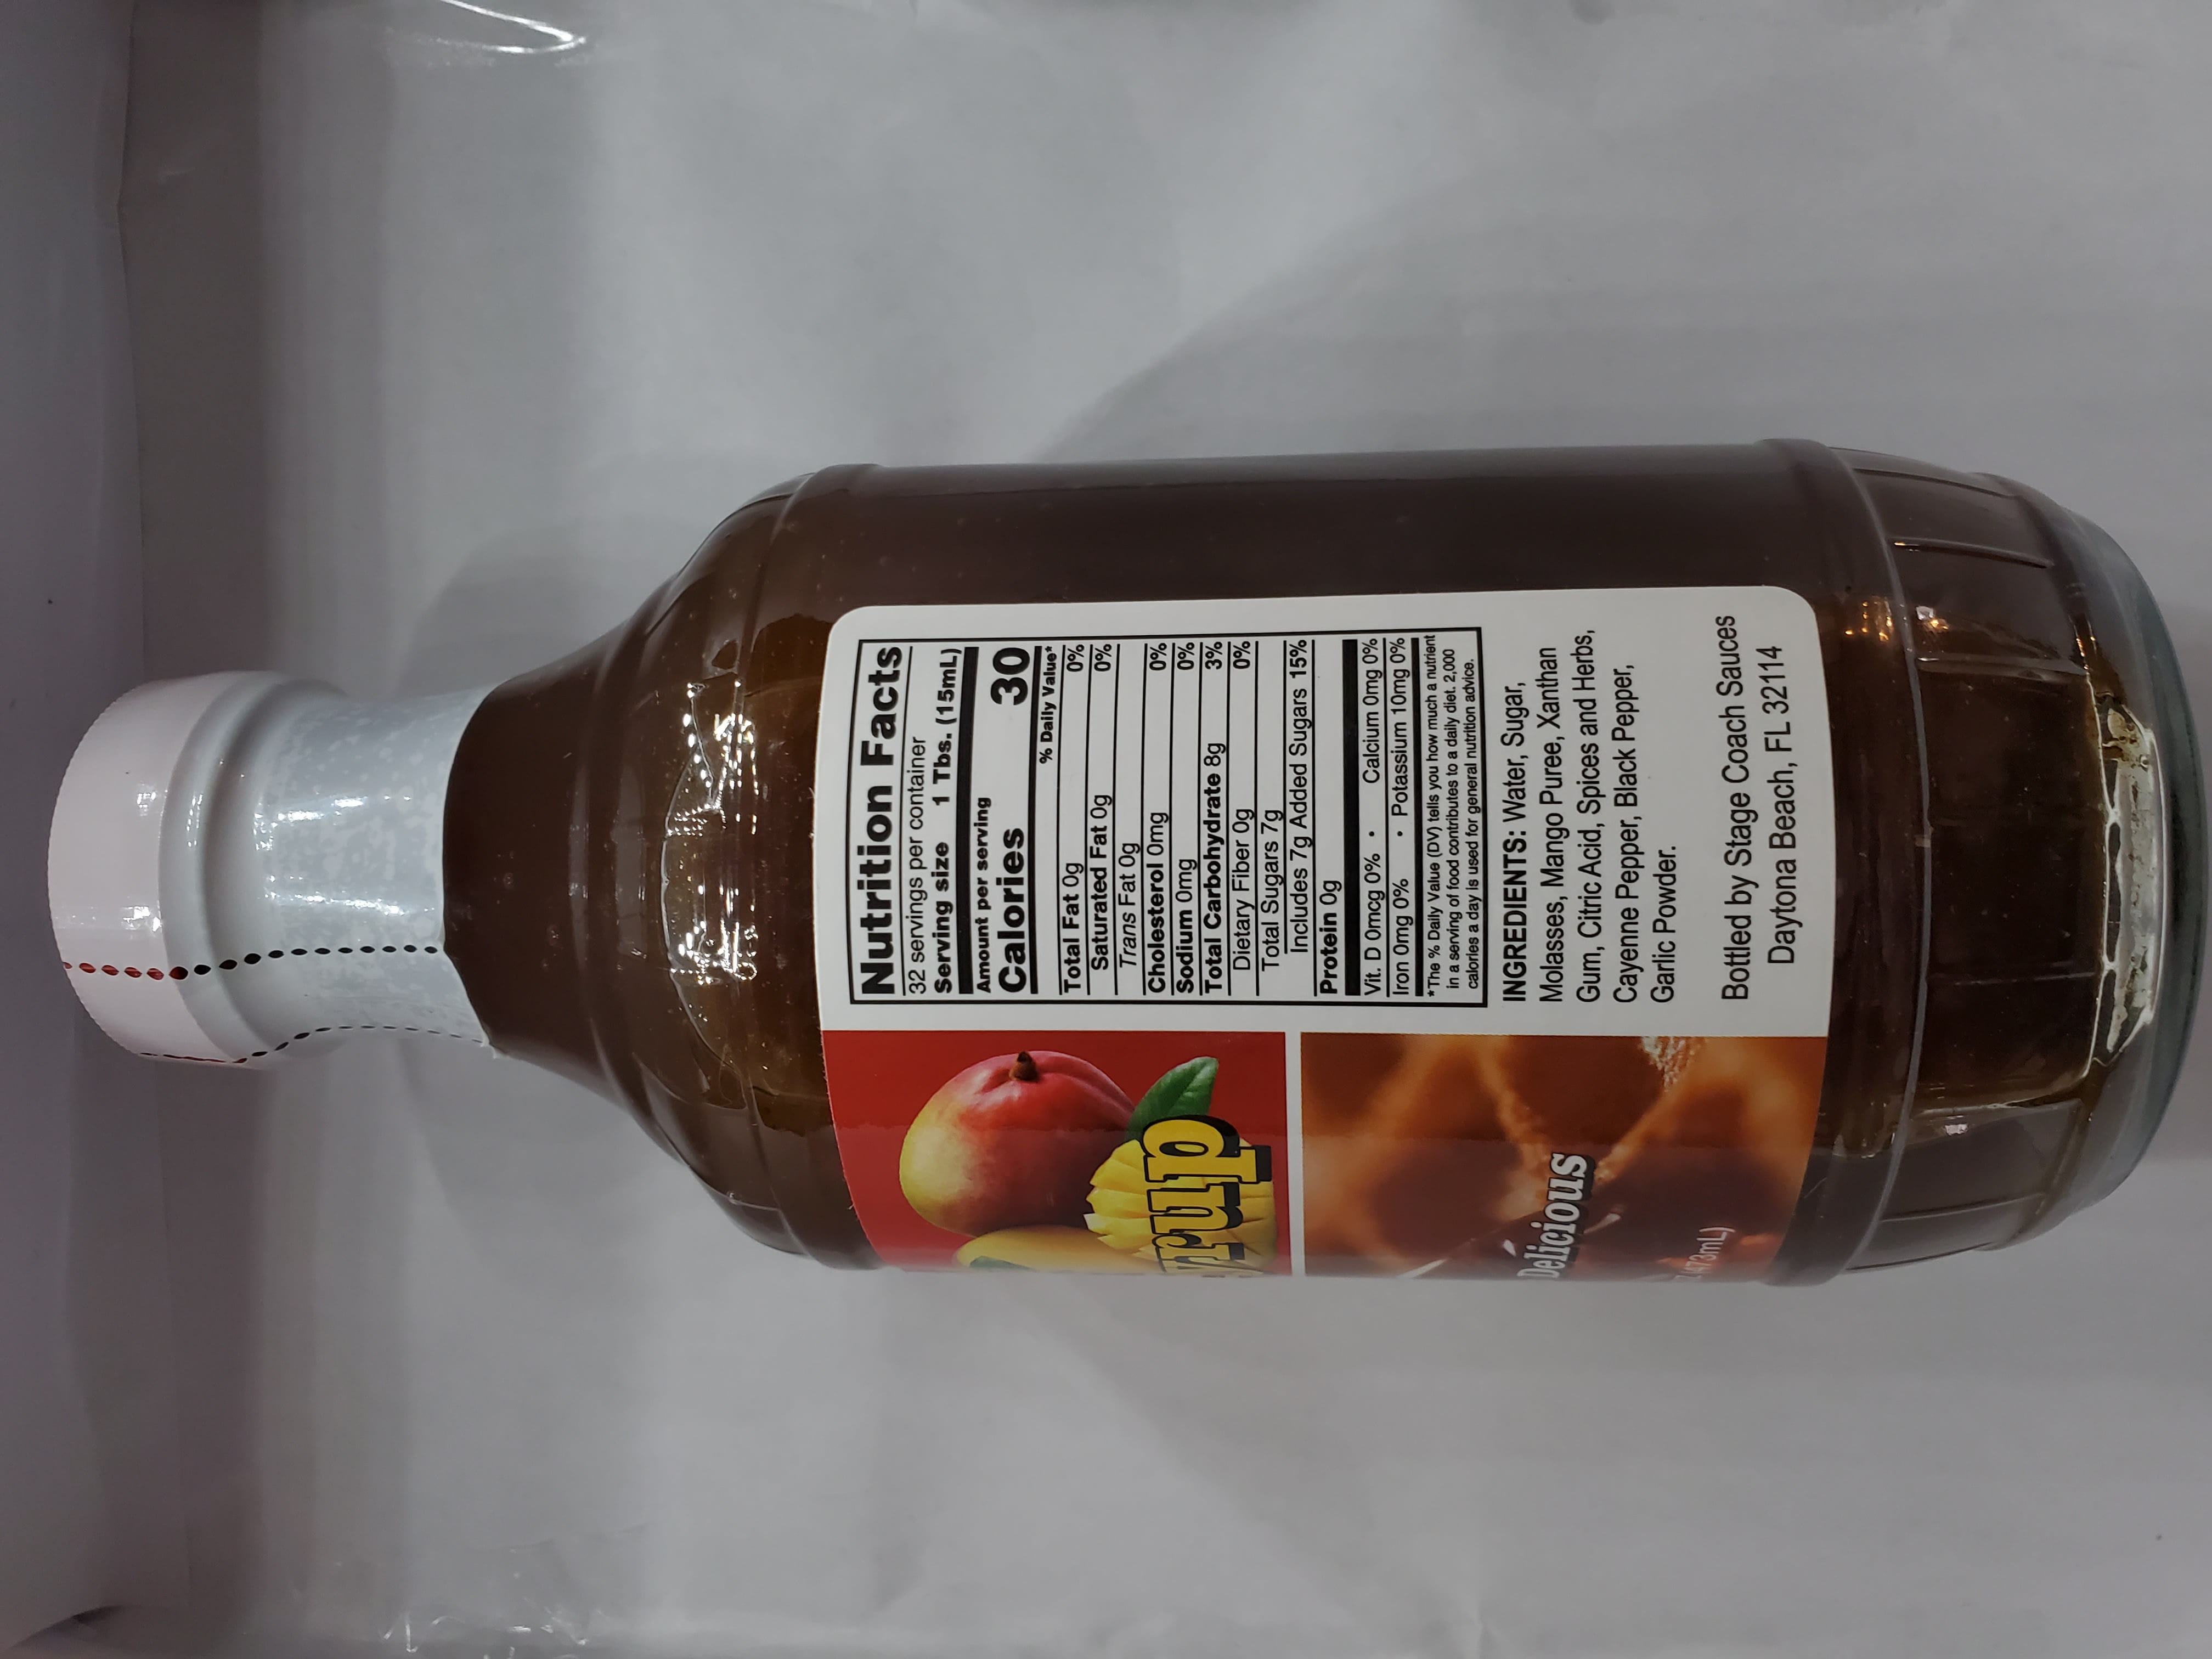 Nutrition Facts
32 servings per container
Serving size 1 Tbs. (15mL)
Amount per serving
Calories 30
% Daily Value*
Total Fat 0g 0%
Saturated Fat 0g 0%
Trans Fat 0g
Cholesterol 0mg 0%
Sodium 0mg 0%
Total Carbohydrate 8g 3%
Dietary Fiber 0g 0%
Total Sugars 7g
Includes 7g Added Sugars 15%
Protein 0g
Vit. D 0mcg 0% • Calcium 0mg 0%
Iron 0mg 0% • Potassium 10mg 0%
*The % Daily Value (DV) tells you how much a nutrient
in a serving of food contributes to a daily diet. 2,000
calories a day is used for general nutrition advice.
INGREDIENTS: Water, Sugar,
Molasses, Mango Puree, Xanthan
Gum, Citric Acid, Spices and Herbs,
Cayenne Pepper, Black Pepper,
Garlic Powder.
Bottled by Stage Coach Sauces
Daytona Beach, FL 32114
Delicious
473mL)